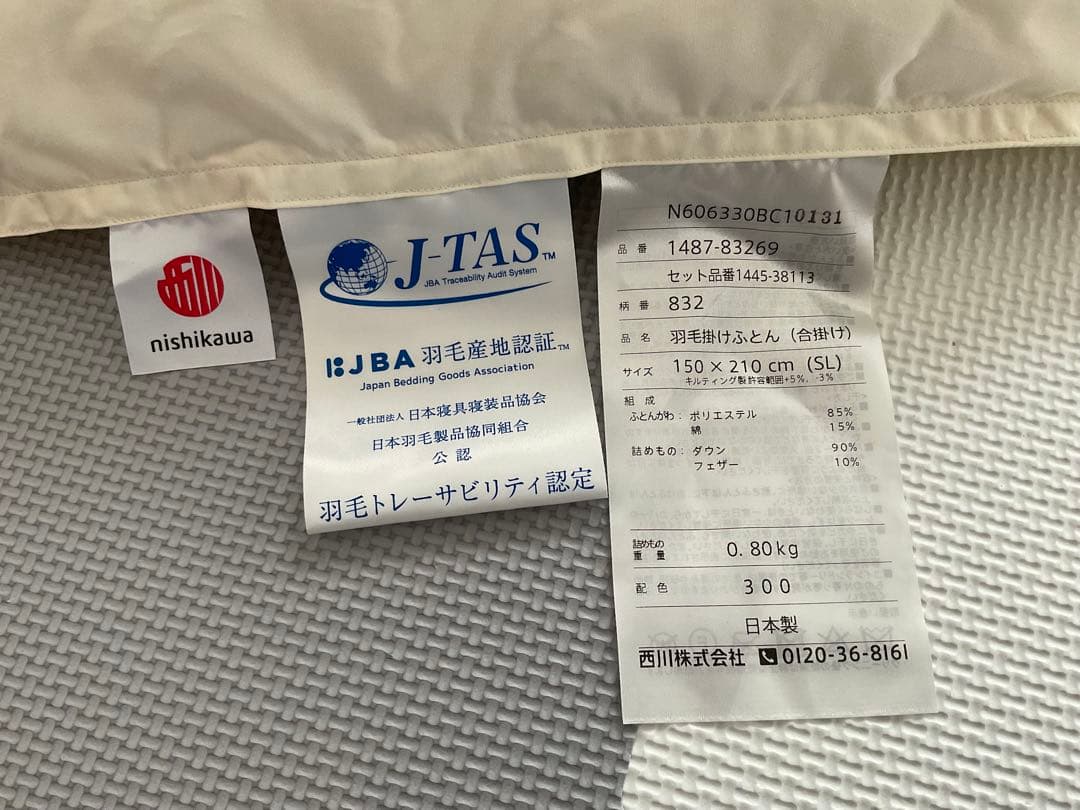 西川
nishikawa
J-TAS™
JBA Traceability Audit System
JBA 羽毛産地認証™
Japan Bedding Goods Association
一般社団法人 日本寝具寝装品協会
日本羽毛製品協同組合
公認
羽毛トレーサビリティ認定
N606330BC10131
品番 1487-83269
セット品番1445-38113
柄番 832
品名 羽毛掛けふとん（合掛け）
サイズ 150×210cm（SL）
キルティング製許容範囲+5%, -3%
組成
ふとんがわ：ポリエステル 85%
綿 15%
詰めもの：ダウン 90%
フェザー 10%
詰めもの重量 0.80kg
配色 300
日本製
西川株式会社 0120-36-8161